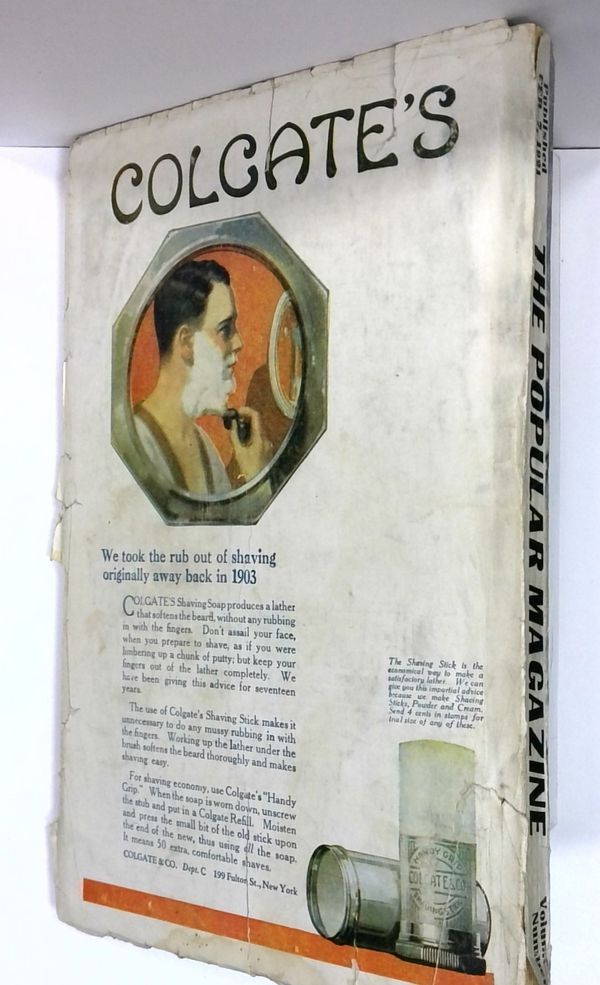 COLGATE'S
We took the rub out of shaving
originally away back in 1903
COLGATE'S Shaving Soap produces a lather
that softens the beard, without any rubbing
in with the fingers. Don't assail your face,
when you prepare to shave, as if you were
limbering up a chunk of putty; but keep your
fingers out of the lather completely. We
have been giving this advice for seventeen
years.
The use of Colgate's Shaving Stick makes it
unnecessary to do any mussy rubbing in with
the fingers. Working up the lather under the
brush softens the beard thoroughly and makes
shaving easy.
For shaving economy, use Colgate's "Handy
Grip." When the soap is worn down, unscrew
the stub and put in a Colgate Refill. Moisten
and press the small bit of the old stick upon
the end of the new, thus using all the soap.
It means 50 extra, comfortable shaves.
COLGATE & CO. Dept. C 199 Fulton St., New York
The Shaving Stick is the
economical way to make a
satisfactory lather. We can
give you this impartial advice
because we make Shaving
Sticks, Powder and Cream.
Send 4 cents in stamps for
trial size of any of these.
HANDY GRIP
COLGATE & CO
SHAVING STICK
Published
THE POPULAR MAGAZINE